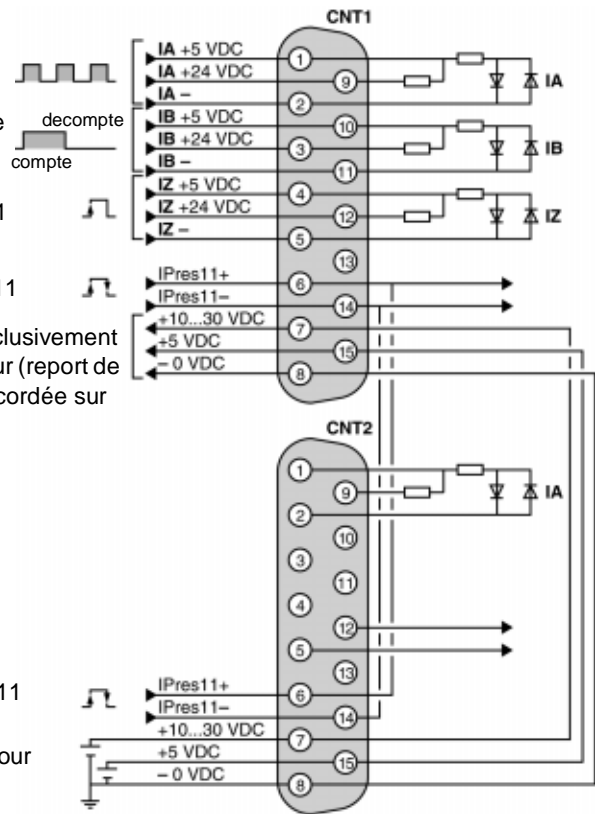 CNT1
IA +5 VDC
1
IA +24 VDC
9
IA
IA –
2
e
decompte
IB +5 VDC
10
compte
IB +24 VDC
3
IB
IB –
11
IZ +5 VDC
4
1
IZ +24 VDC
12
IZ
IZ –
5
13
11
IPres11+
6
IPres11–
14
clusivement
+10...30 VDC
7
ur (report de
+5 VDC
15
cordée sur
– 0 VDC
8
CNT2
1
9
IA
2
10
3
11
4
12
5
13
11
IPres11+
6
IPres11–
14
+10...30 VDC
7
our
+5 VDC
15
– 0 VDC
8